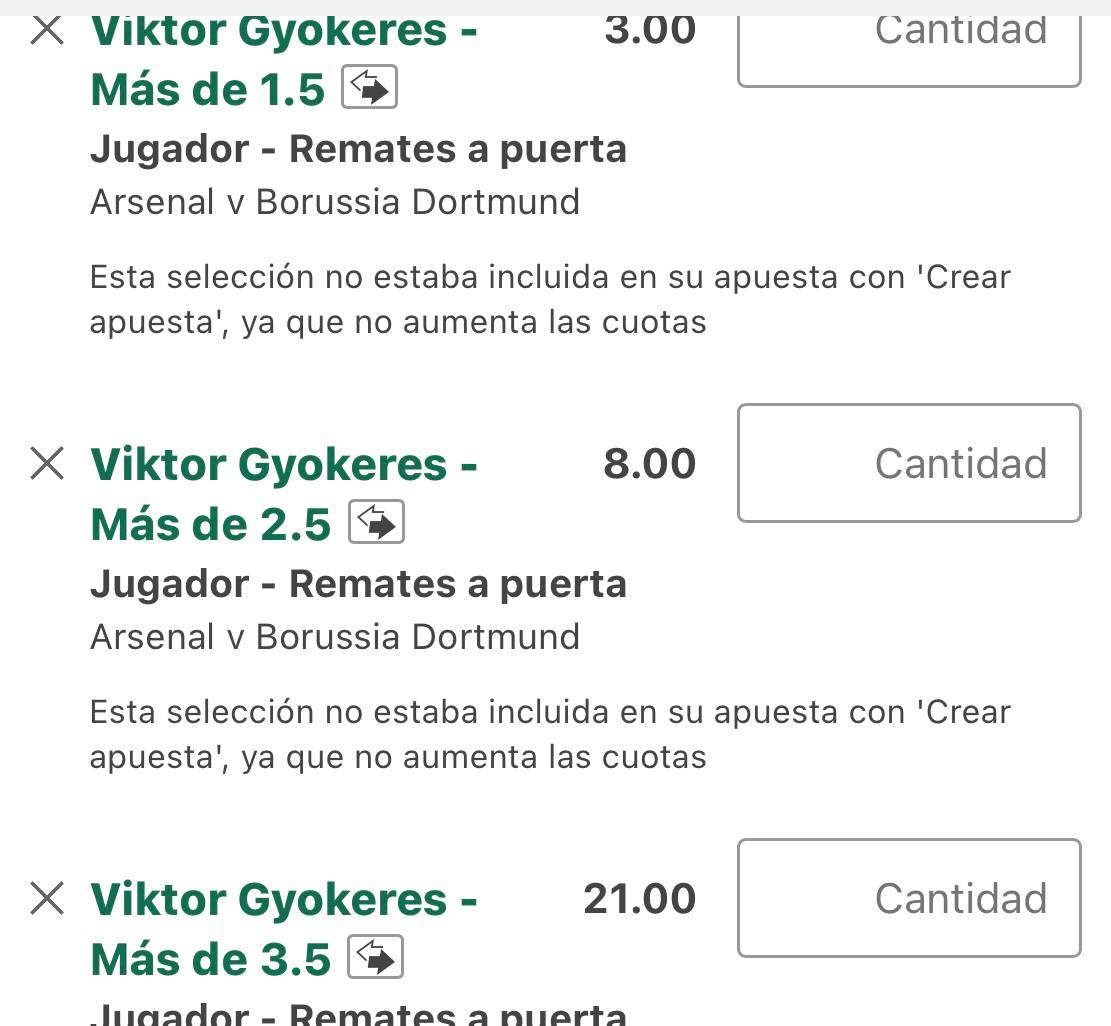 Viktor Gyokeres -
3.00
Cantidad
Más de 1.5
Jugador - Remates a puerta
Arsenal v Borussia Dortmund
Esta selección no estaba incluida en su apuesta con 'Crear
apuesta', ya que no aumenta las cuotas
Viktor Gyokeres -
8.00
Cantidad
Más de 2.5
Jugador - Remates a puerta
Arsenal v Borussia Dortmund
Esta selección no estaba incluida en su apuesta con 'Crear
apuesta', ya que no aumenta las cuotas
Viktor Gyokeres -
21.00
Cantidad
Más de 3.5
Jugador - Remates a puerta